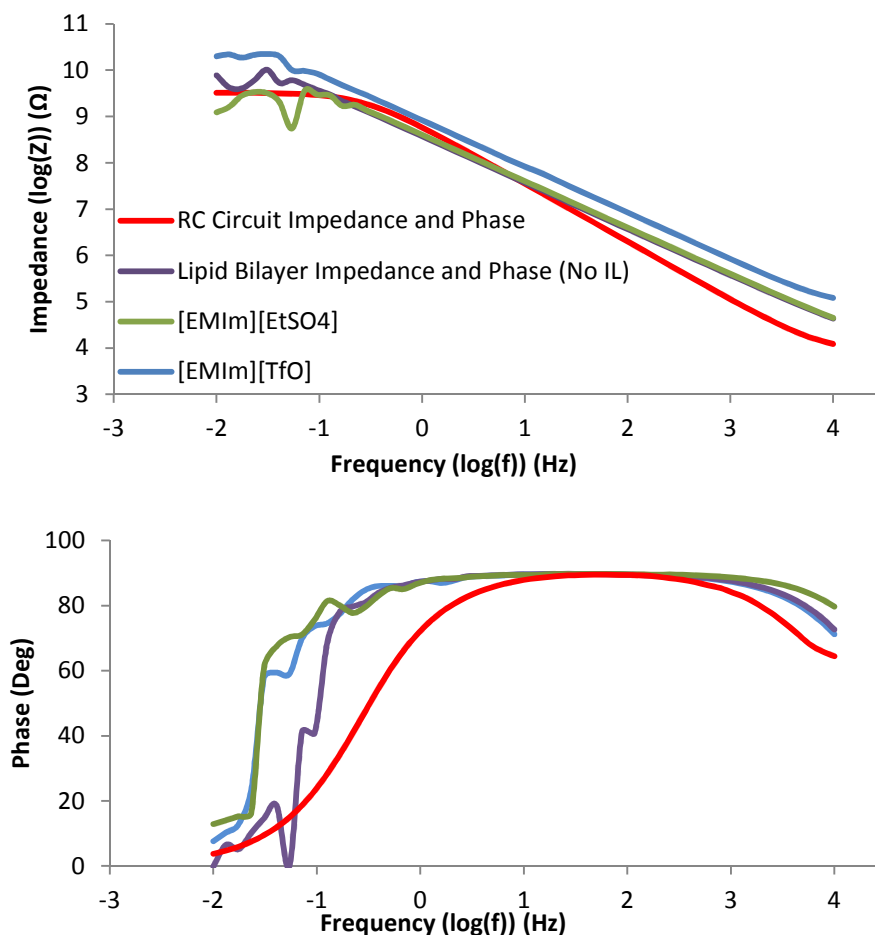 11
10
9
8
7
6
5
4
3
Impedance (log(Z)) (Ω)
RC Circuit Impedance and Phase
Lipid Bilayer Impedance and Phase (No IL)
[EMIm][EtSO4]
[EMIm][TfO]
-3 -2 -1 0 1 2 3 4
Frequency (log(f)) (Hz)
100
80
60
40
20
0
Phase (Deg)
-3 -2 -1 0 1 2 3 4
Frequency (log(f)) (Hz)